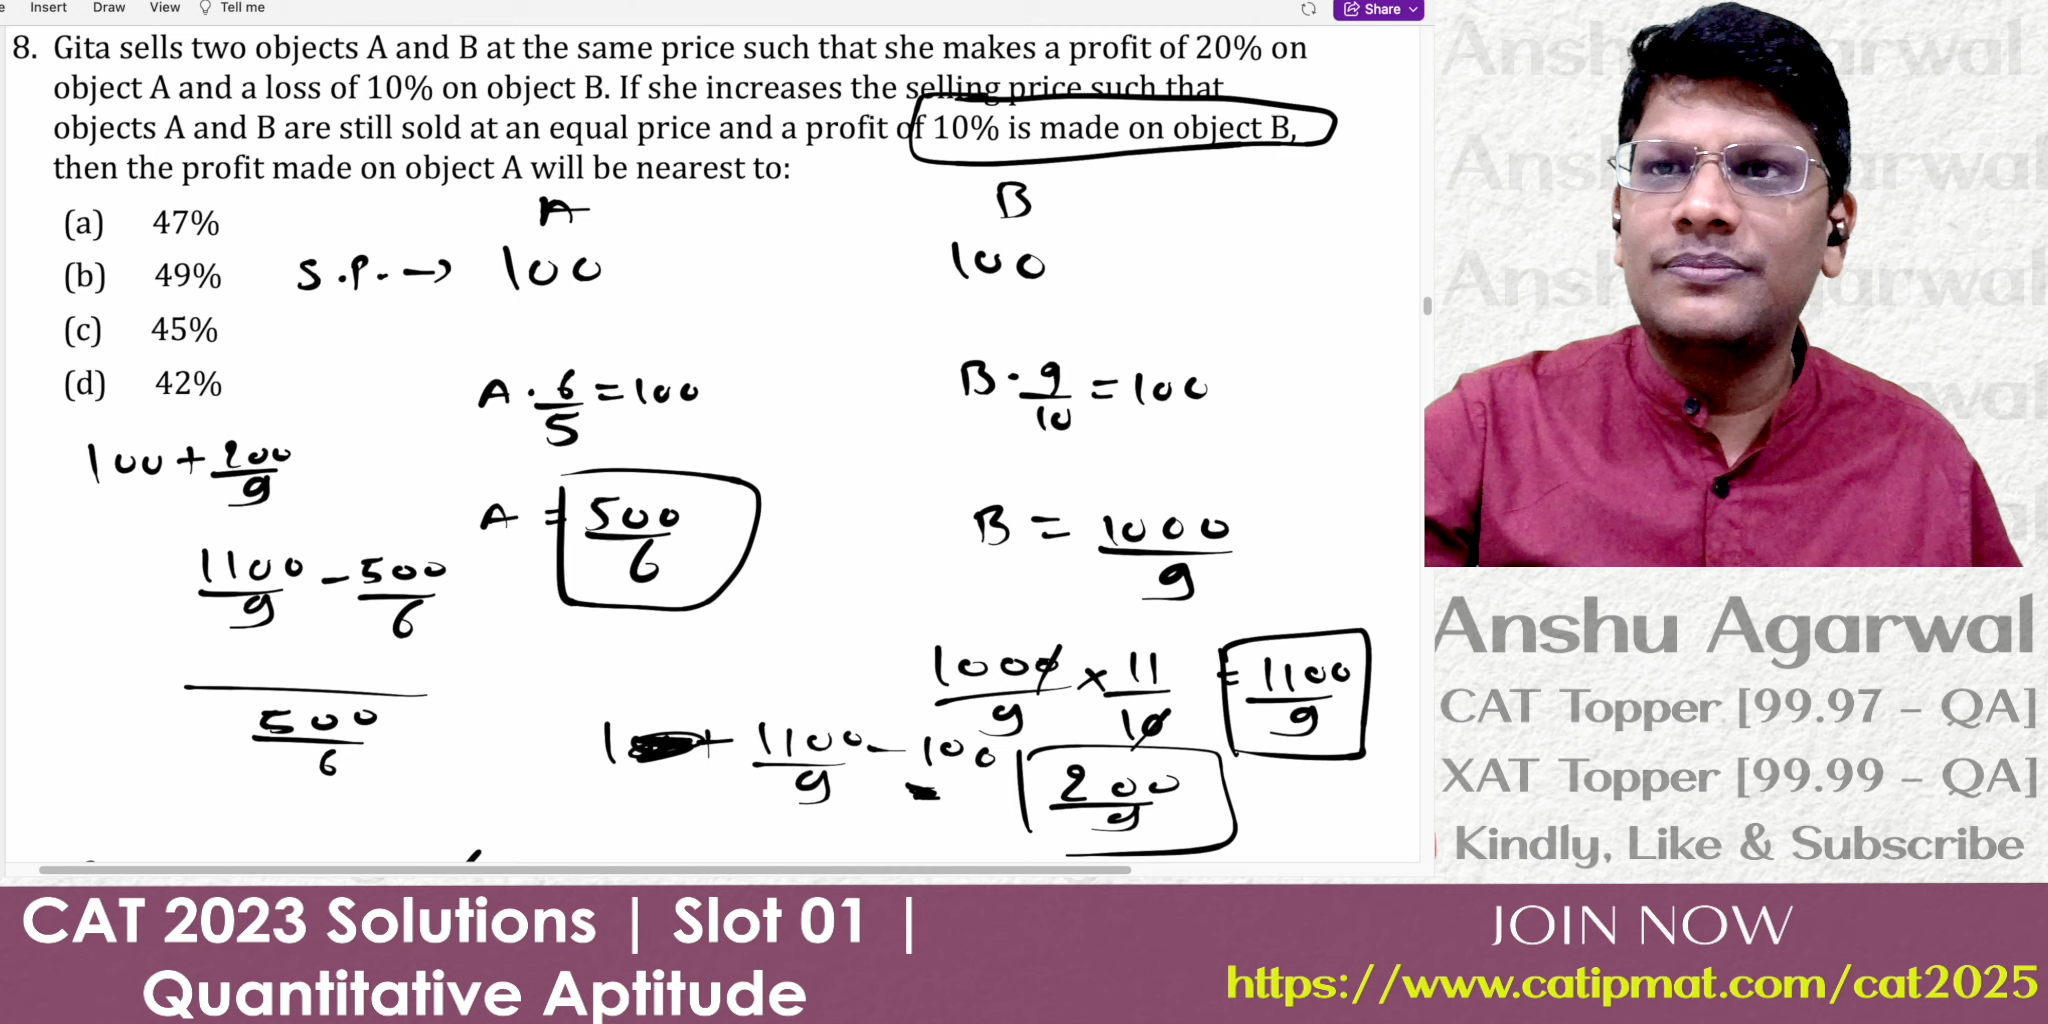 Insert Draw View Tell me
Share
8. Gita sells two objects A and B at the same price such that she makes a profit of 20% on
object A and a loss of 10% on object B. If she increases the selling price such that
objects A and B are still sold at an equal price and a profit of 10% is made on object B,
then the profit made on object A will be nearest to:
(a) 47%
(b) 49%
(c) 45%
(d) 42%
A B
S.P. → 100 100
A · 6/5 = 100 B · 9/10 = 100
100 + 200/9
A = 500/6 B = 1000/9
1100/9 - 500/6
500/6
1000/9 × 11/10 = 1100/9
1100/9 - 100 200/9
Anshu Agarwal
CAT Topper [99.97 - QA]
XAT Topper [99.99 - QA]
Kindly, Like & Subscribe
CAT 2023 Solutions | Slot 01 |
Quantitative Aptitude
JOIN NOW
https://www.catipmat.com/cat2025